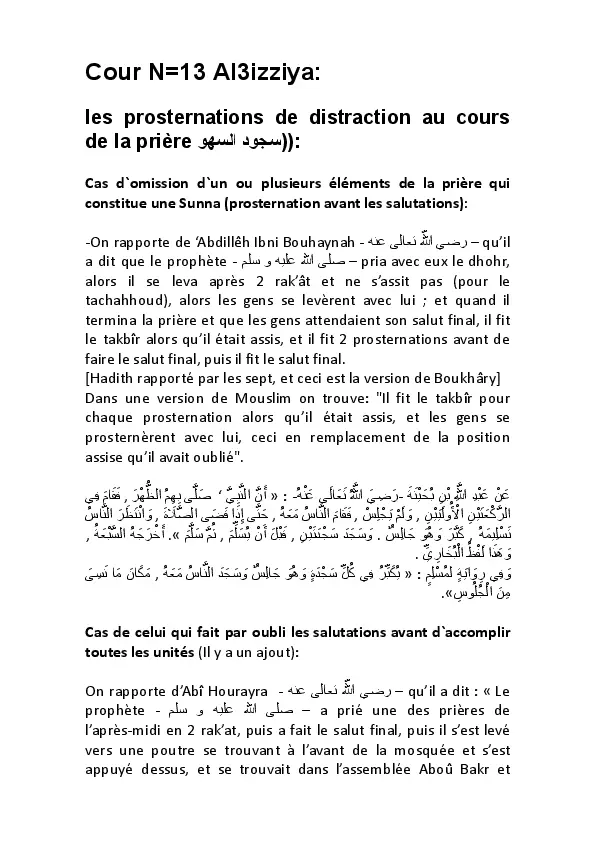 Cour N=13 Al3izziya:
les prosternations de distraction au cours
de la prière سجود السهو)):
Cas d`omission d`un ou plusieurs éléments de la prière qui
constitue une Sunna (prosternation avant les salutations):
-On rapporte de ‘Abdillêh Ibni Bouhaynah - رضي الله تعالى عنه – qu’il
a dit que le prophète - صلى الله عليه و سلم – pria avec eux le dhohr,
alors il se leva après 2 rak’ât et ne s’assit pas (pour le
tachahhoud), alors les gens se levèrent avec lui ; et quand il
termina la prière et que les gens attendaient son salut final, il fit
le takbîr alors qu’il était assis, et il fit 2 prosternations avant de
faire le salut final, puis il fit le salut final.
[Hadith rapporté par les sept, et ceci est la version de Boukhâry]
Dans une version de Mouslim on trouve: "Il fit le takbîr pour
chaque prosternation alors qu’il était assis, et les gens se
prosternèrent avec lui, ceci en remplacement de la position
assise qu’il avait oublié".
عَنْ عَبْدِ اللَّهِ بْنِ بُحَيْنَةَ -رَضِيَ اللَّهُ تَعَالَى عَنْهُ- : « أَنَّ النَّبِيَّ ‘ صَلَّى بِهِمُ الظُّهْرَ , فَقَامَ فِي
الرَّكْعَتَيْنِ الْأُولَيَيْنِ , وَلَمْ يَجْلِسْ , فَقَامَ النَّاسُ مَعَهُ , حَتَّى إِذَا قَضَى الصَّلَاةَ , وَانْتَظَرَ النَّاسُ
تَسْلِيمَهُ , كَبَّرَ وَهُوَ جَالِسٌ . وَسَجَدَ سَجْدَتَيْنِ , قَبْلَ أَنْ يُسَلِّمَ , ثُمَّ سَلَّمَ ». أَخْرَجَهُ السَّبْعَةُ ,
وَهَذَا لَفْظُ الْبُخَارِيِّ .
وَفِي رِوَايَةٍ لمُسْلِمٍ : « يُكَبِّرُ فِي كُلِّ سَجْدَةٍ وَهُوَ جَالِسٌ وَسَجَدَ النَّاسُ مَعَهُ , مَكَانَ مَا نَسِيَ
مِنَ الْجُلُوسِ».
Cas de celui qui fait par oubli les salutations avant d`accomplir
toutes les unités (Il y a un ajout):
On rapporte d’Abî Hourayra - رضي الله تعالى عنه – qu’il a dit : « Le
prophète - صلى الله عليه و سلم – a prié une des prières de
l’après-midi en 2 rak’at, puis a fait le salut final, puis il s’est levé
vers une poutre se trouvant à l’avant de la mosquée et s’est
appuyé dessus, et se trouvait dans l’assemblée Aboû Bakr et